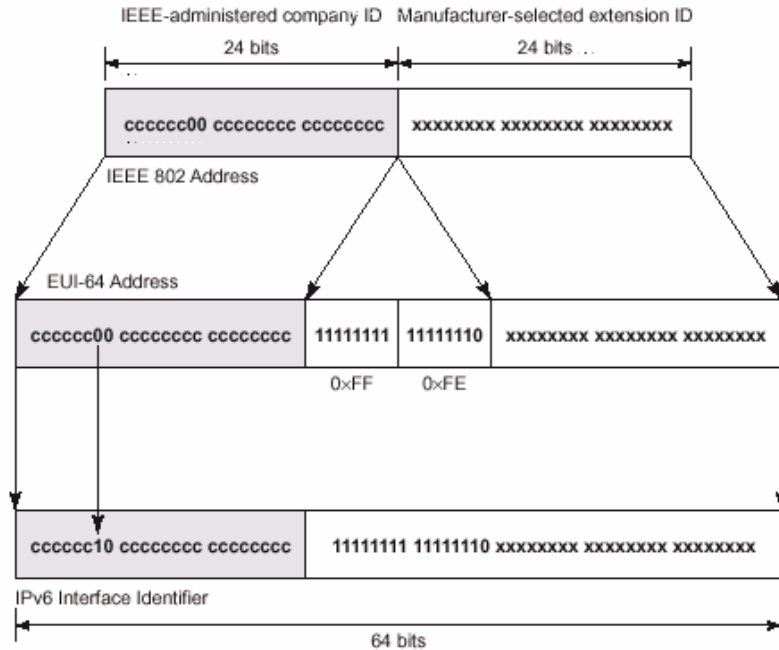 IEEE-administered company ID Manufacturer-selected extension ID
24 bits 24 bits
cccccc00 cccccccc cccccccc xxxxxxxx xxxxxxxx xxxxxxxx
IEEE 802 Address
EUI-64 Address
cccccc00 cccccccc cccccccc 11111111 11111110 xxxxxxxx xxxxxxxx xxxxxxxx
0×FF 0×FE
cccccc10 cccccccc cccccccc 11111111 11111110 xxxxxxxx xxxxxxxx xxxxxxxx
IPv6 Interface Identifier
64 bits